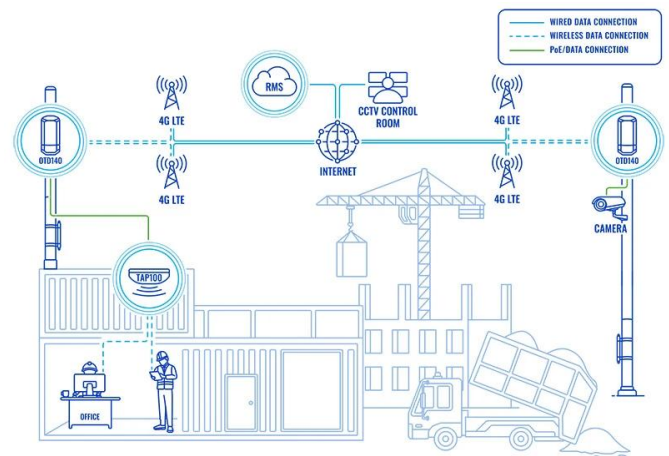 WIRED DATA CONNECTION
WIRELESS DATA CONNECTION
PoE/DATA CONNECTION
RMS
CCTV CONTROL
ROOM
4G LTE
4G LTE
OTD140
OTD140
INTERNET
4G LTE
4G LTE
CAMERA
TAP100
OFFICE